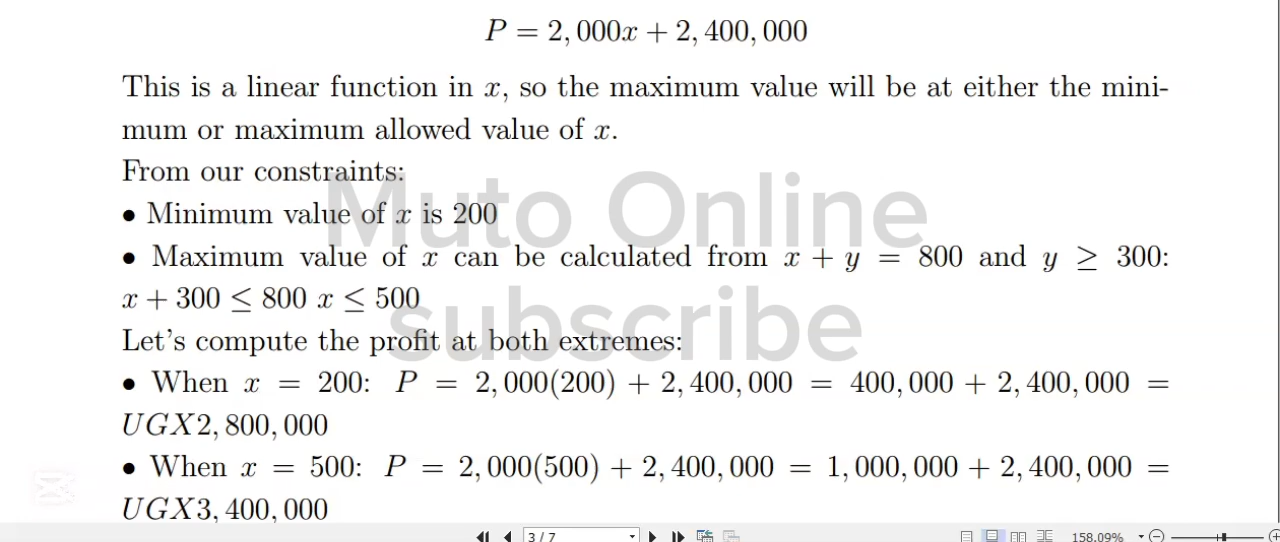 P = 2,000x + 2,400,000
This is a linear function in x, so the maximum value will be at either the mini-
mum or maximum allowed value of x.
From our constraints:
• Minimum value of x is 200
• Maximum value of x can be calculated from x + y = 800 and y ≥ 300:
x + 300 ≤ 800 x ≤ 500
Let's compute the profit at both extremes:
• When x = 200: P = 2,000(200) + 2,400,000 = 400,000 + 2,400,000 =
UGX2,800,000
• When x = 500: P = 2,000(500) + 2,400,000 = 1,000,000 + 2,400,000 =
UGX3,400,000
Muto Online
subscribe
3 / 7
158.09%